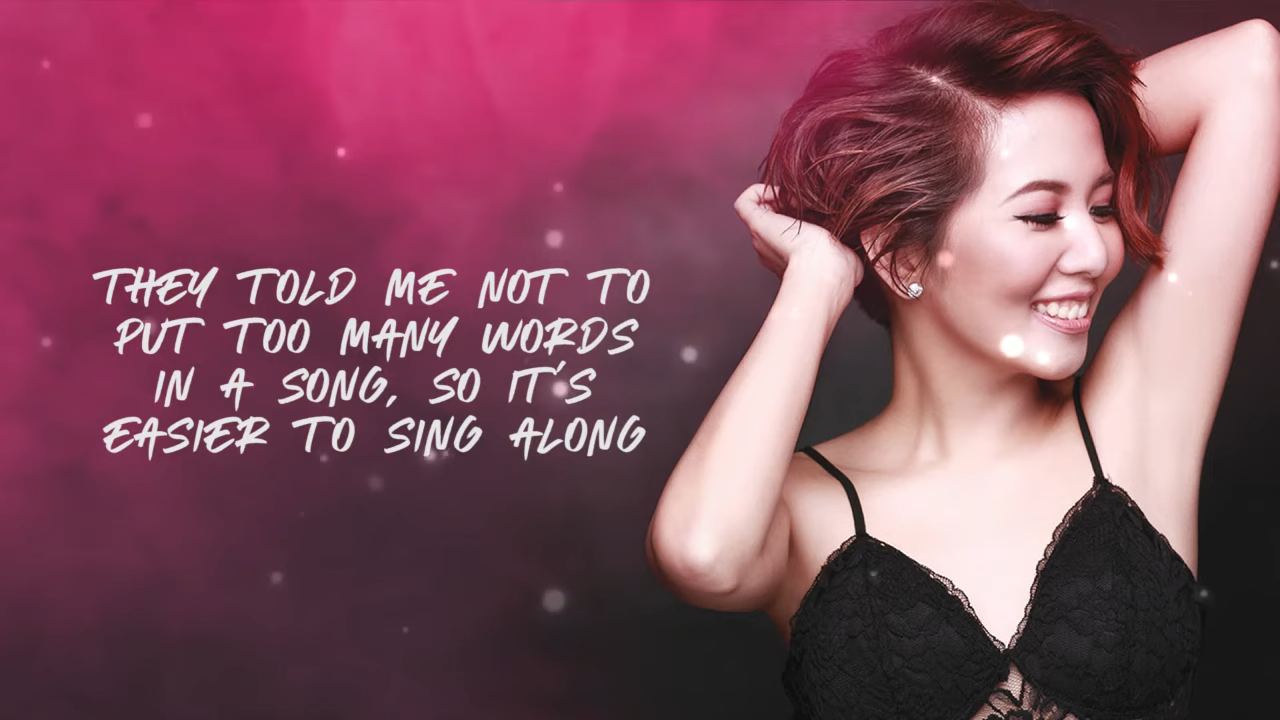 THEY TOLD ME NOT TO
PUT TOO MANY WORDS
IN A SONG, SO IT'S
EASIER TO SING ALONG